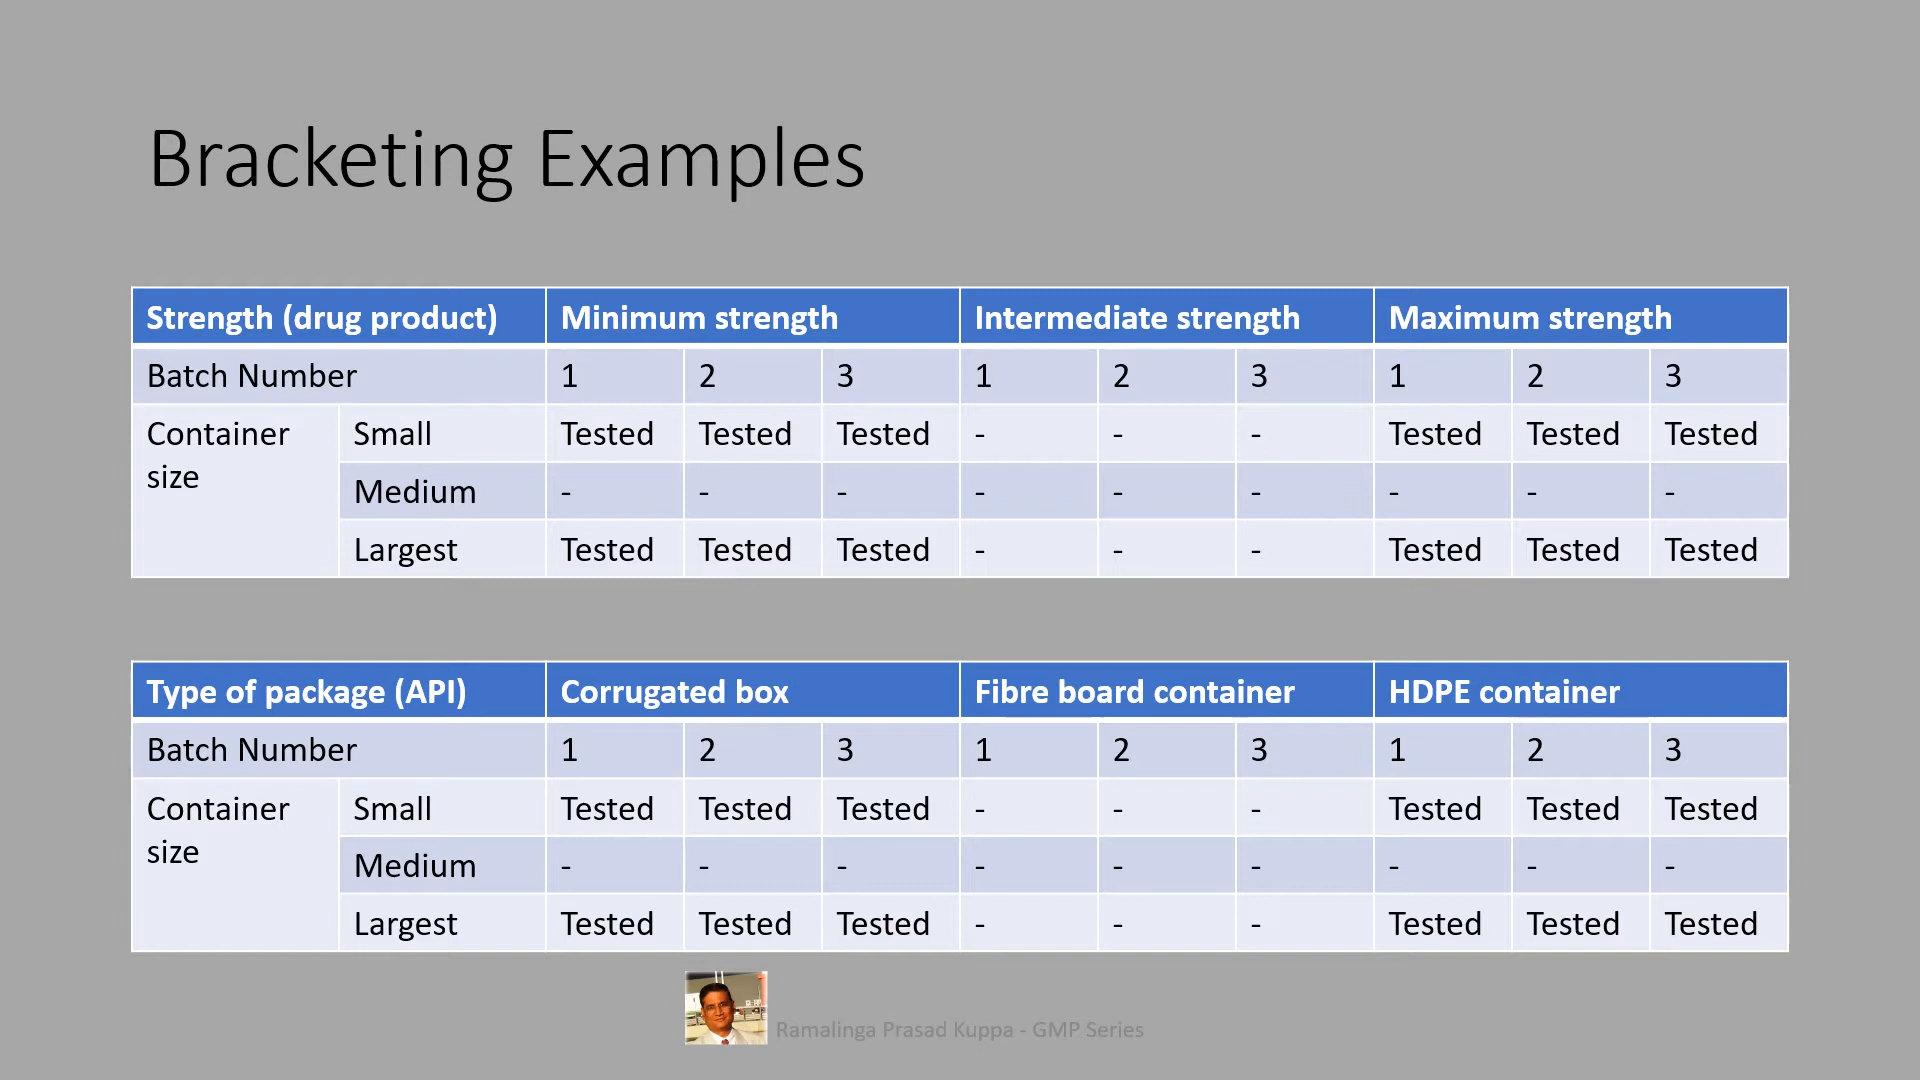 Bracketing Examples
Strength (drug product) Minimum strength Intermediate strength Maximum strength
Batch Number 1 2 3 1 2 3 1 2 3
Container size Small Tested Tested Tested - - - Tested Tested Tested
Medium - - - - - - - - -
Largest Tested Tested Tested - - - Tested Tested Tested
Type of package (API) Corrugated box Fibre board container HDPE container
Batch Number 1 2 3 1 2 3 1 2 3
Container size Small Tested Tested Tested - - - Tested Tested Tested
Medium - - - - - - - - -
Largest Tested Tested Tested - - - Tested Tested Tested
Ramalinga Prasad Kuppa - GMP Series